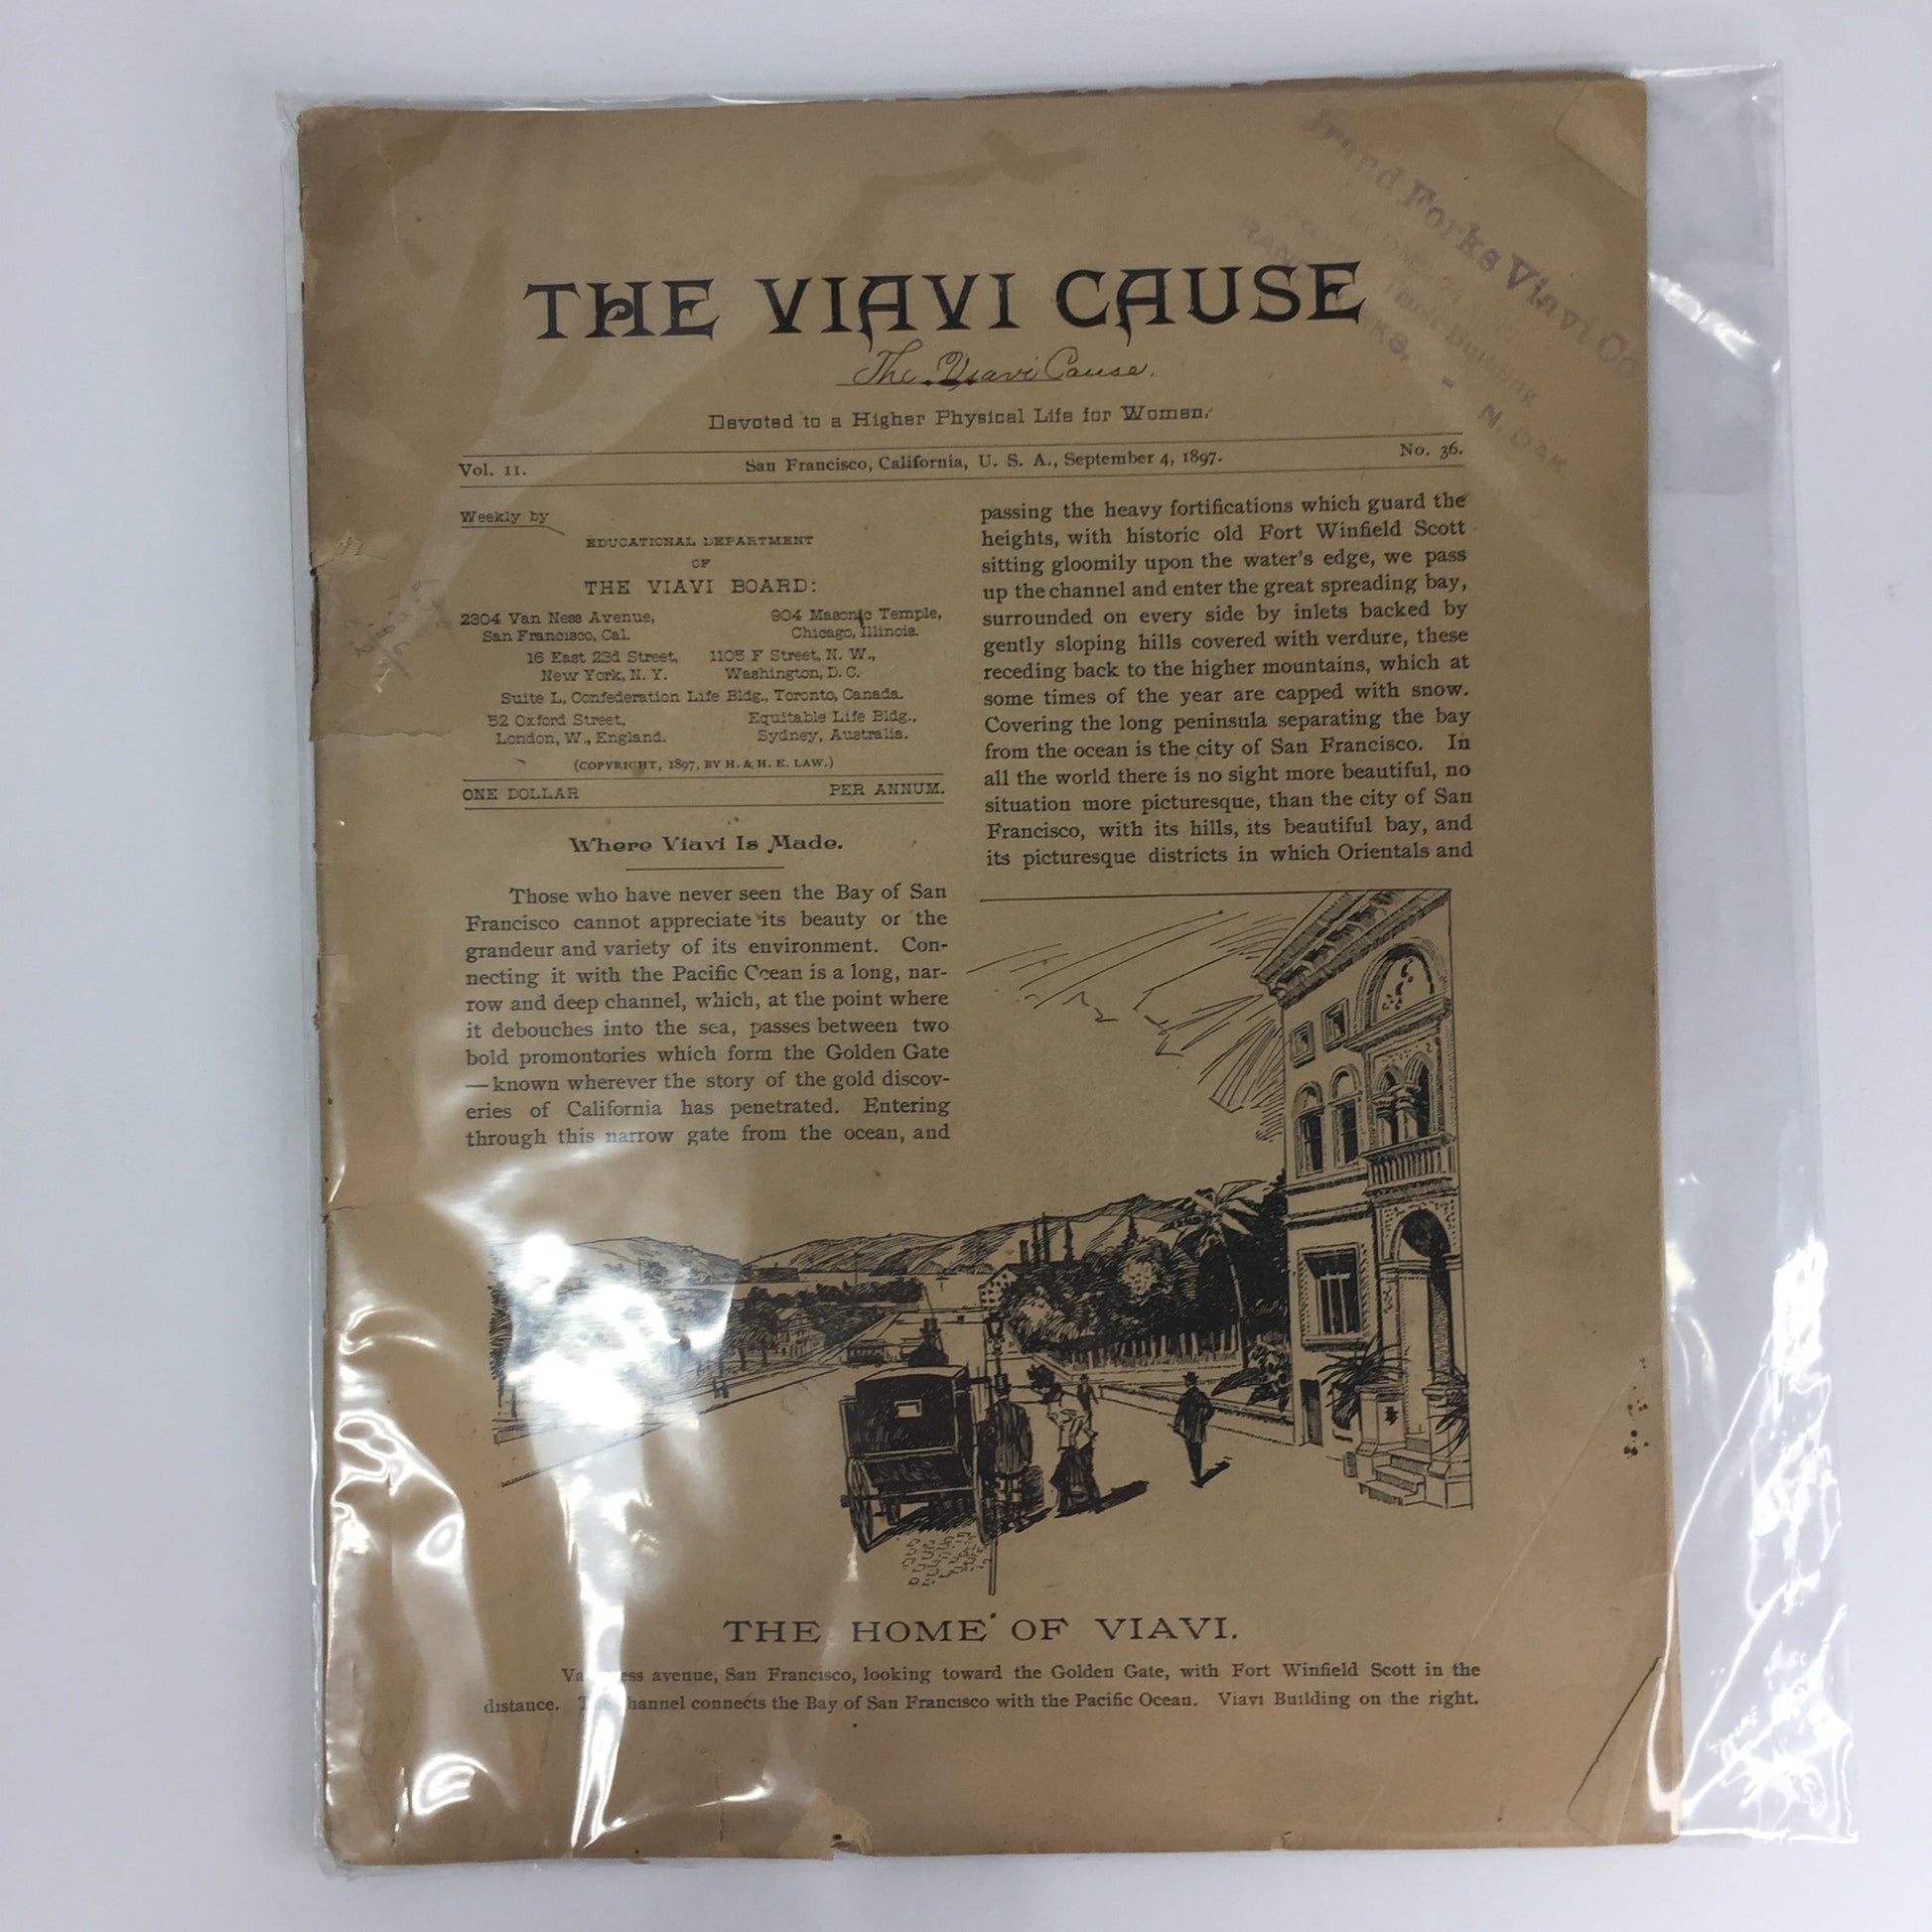 Grand Forks Viavi Co
Building
N. DAK
THE VIAVI CAUSE
The Viavi Cause.
Devoted to a Higher Physical Life for Women.
Vol. 11. San Francisco, California, U. S. A., September 4, 1897. No. 36.
Weekly by
EDUCATIONAL DEPARTMENT
OF
THE VIAVI BOARD:
2304 Van Ness Avenue, 904 Masonic Temple,
San Francisco, Cal. Chicago, Illinois.
16 East 23d Street, 1105 F Street, N. W.,
New York, N. Y. Washington, D. C.
Suite L, Confederation Life Bldg., Toronto, Canada.
52 Oxford Street, Equitable Life Bldg.,
London, W., England. Sydney, Australia.
(COPYRIGHT, 1897, BY H. & H. E. LAW.)
ONE DOLLAR PER ANNUM.
Where Viavi Is Made.
Those who have never seen the Bay of San
Francisco cannot appreciate its beauty or the
grandeur and variety of its environment. Con-
necting it with the Pacific Ocean is a long, nar-
row and deep channel, which, at the point where
it debouches into the sea, passes between two
bold promontories which form the Golden Gate
—known wherever the story of the gold discov-
eries of California has penetrated. Entering
through this narrow gate from the ocean, and
passing the heavy fortifications which guard the
heights, with historic old Fort Winfield Scott
sitting gloomily upon the water's edge, we pass
up the channel and enter the great spreading bay,
surrounded on every side by inlets backed by
gently sloping hills covered with verdure, these
receding back to the higher mountains, which at
some times of the year are capped with snow.
Covering the long peninsula separating the bay
from the ocean is the city of San Francisco. In
all the world there is no sight more beautiful, no
situation more picturesque, than the city of San
Francisco, with its hills, its beautiful bay, and
its picturesque districts in which Orientals and
THE HOME OF VIAVI.
avenue, San Francisco, looking toward the Golden Gate, with Fort Winfield Scott in the
distance. channel connects the Bay of San Francisco with the Pacific Ocean. Viavi Building on the right.